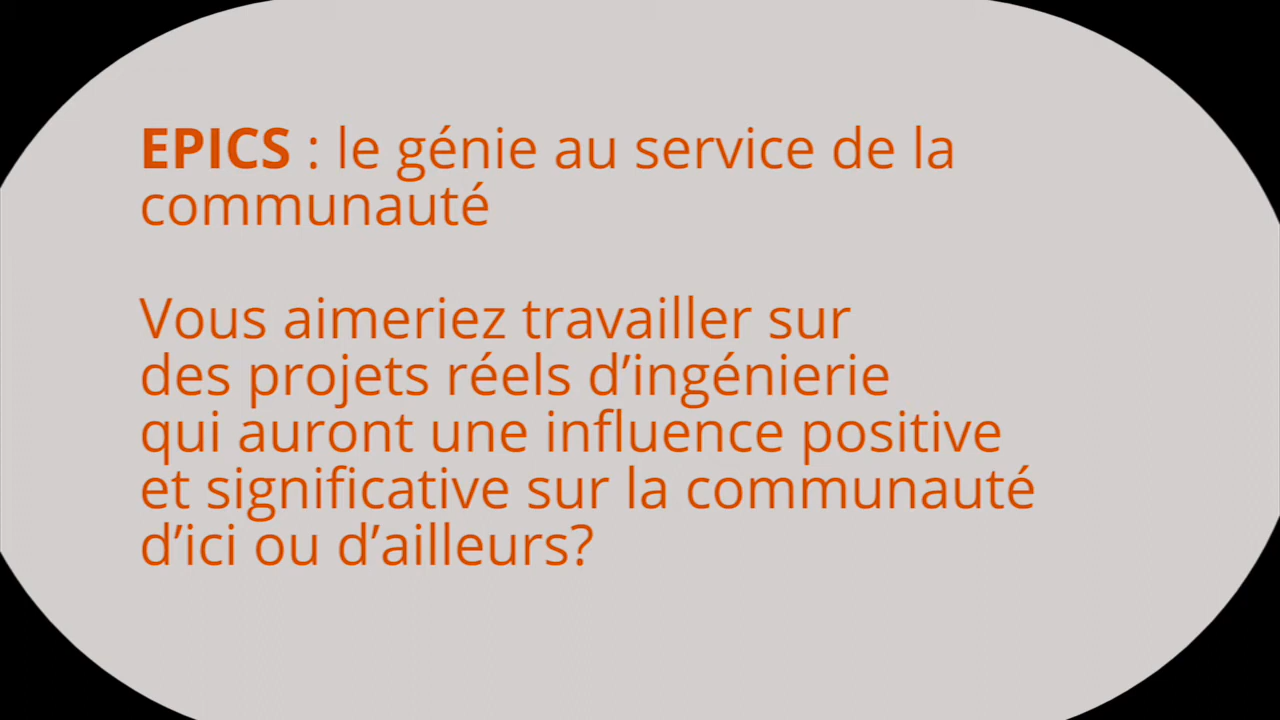 EPICS : le génie au service de la
communauté
Vous aimeriez travailler sur
des projets réels d’ingénierie
qui auront une influence positive
et significative sur la communauté
d’ici ou d’ailleurs?